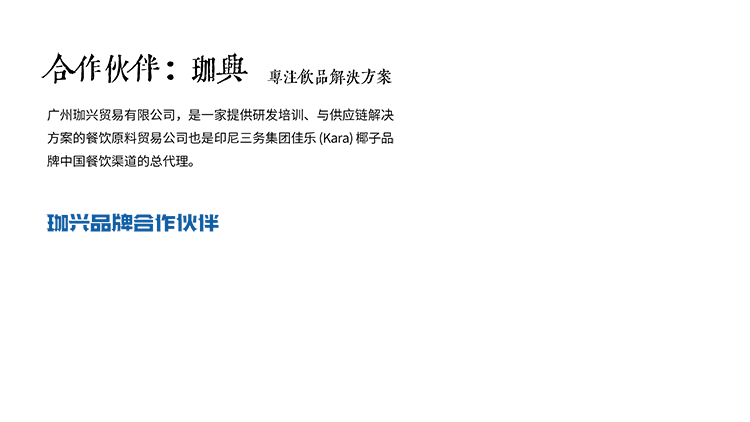 合作伙伴：珈興 專注飲品解決方案
广州珈兴贸易有限公司，是一家提供研发培训、与供应链解决
方案的餐饮原料贸易公司也是印尼三务集团佳乐 (Kara) 椰子品
牌中国餐饮渠道的总代理。
珈兴品牌合作伙伴